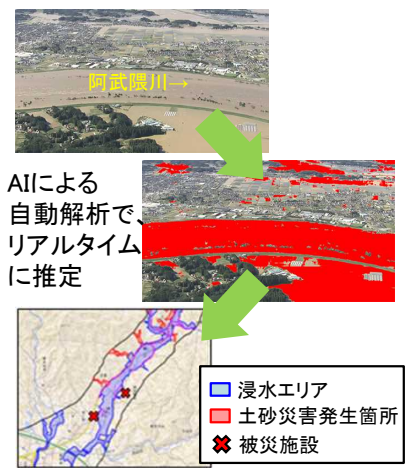 阿武隈川→
AIによる
自動解析で、
リアルタイム
に推定
浸水エリア
土砂災害発生箇所
被災施設